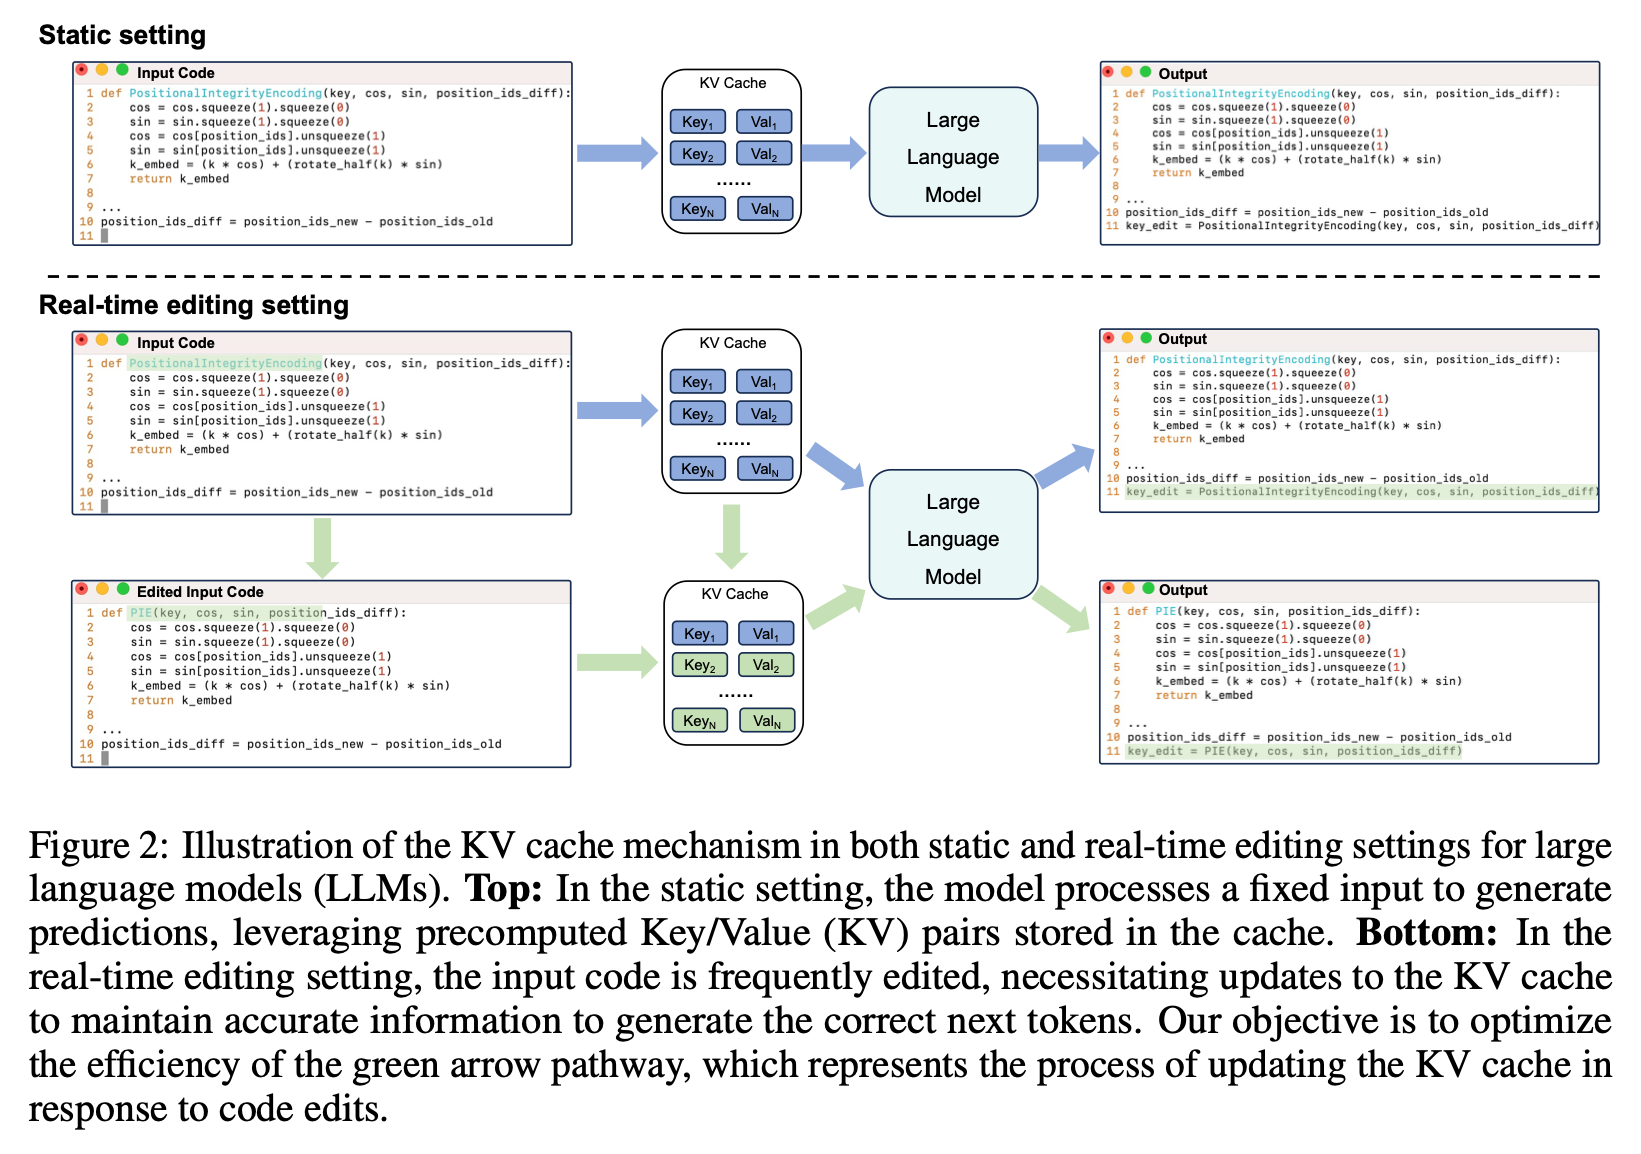 Static setting
Input Code
1 def PositionalIntegrityEncoding(key, cos, sin, position_ids_diff):
2     cos = cos.squeeze(1).squeeze(0)
3     sin = sin.squeeze(1).squeeze(0)
4     cos = cos[position_ids].unsqueeze(1)
5     sin = sin[position_ids].unsqueeze(1)
6     k_embed = (k * cos) + (rotate_half(k) * sin)
7     return k_embed
8
9 ...
10 position_ids_diff = position_ids_new - position_ids_old
11
KV Cache
Key1 Val1
Key2 Val2
......
KeyN ValN
Large
Language
Model
Output
1 def PositionalIntegrityEncoding(key, cos, sin, position_ids_diff):
2     cos = cos.squeeze(1).squeeze(0)
3     sin = sin.squeeze(1).squeeze(0)
4     cos = cos[position_ids].unsqueeze(1)
5     sin = sin[position_ids].unsqueeze(1)
6     k_embed = (k * cos) + (rotate_half(k) * sin)
7     return k_embed
8
9 ...
10 position_ids_diff = position_ids_new - position_ids_old
11 key_edit = PositionalIntegrityEncoding(key, cos, sin, position_ids_diff)
Real-time editing setting
Input Code
1 def PositionalIntegrityEncoding(key, cos, sin, position_ids_diff):
2     cos = cos.squeeze(1).squeeze(0)
3     sin = sin.squeeze(1).squeeze(0)
4     cos = cos[position_ids].unsqueeze(1)
5     sin = sin[position_ids].unsqueeze(1)
6     k_embed = (k * cos) + (rotate_half(k) * sin)
7     return k_embed
8
9 ...
10 position_ids_diff = position_ids_new - position_ids_old
11
KV Cache
Key1 Val1
Key2 Val2
......
KeyN ValN
Large
Language
Model
Output
1 def PositionalIntegrityEncoding(key, cos, sin, position_ids_diff):
2     cos = cos.squeeze(1).squeeze(0)
3     sin = sin.squeeze(1).squeeze(0)
4     cos = cos[position_ids].unsqueeze(1)
5     sin = sin[position_ids].unsqueeze(1)
6     k_embed = (k * cos) + (rotate_half(k) * sin)
7     return k_embed
8
9 ...
10 position_ids_diff = position_ids_new - position_ids_old
11 key_edit = PositionalIntegrityEncoding(key, cos, sin, position_ids_diff)
Edited Input Code
1 def PIE(key, cos, sin, position_ids_diff):
2     cos = cos.squeeze(1).squeeze(0)
3     sin = sin.squeeze(1).squeeze(0)
4     cos = cos[position_ids].unsqueeze(1)
5     sin = sin[position_ids].unsqueeze(1)
6     k_embed = (k * cos) + (rotate_half(k) * sin)
7     return k_embed
8
9 ...
10 position_ids_diff = position_ids_new - position_ids_old
11
KV Cache
Key1 Val1
Key2 Val2
......
KeyN ValN
Output
1 def PIE(key, cos, sin, position_ids_diff):
2     cos = cos.squeeze(1).squeeze(0)
3     sin = sin.squeeze(1).squeeze(0)
4     cos = cos[position_ids].unsqueeze(1)
5     sin = sin[position_ids].unsqueeze(1)
6     k_embed = (k * cos) + (rotate_half(k) * sin)
7     return k_embed
8
9 ...
10 position_ids_diff = position_ids_new - position_ids_old
11 key_edit = PIE(key, cos, sin, position_ids_diff)
Figure 2: Illustration of the KV cache mechanism in both static and real-time editing settings for large
language models (LLMs). Top: In the static setting, the model processes a fixed input to generate
predictions, leveraging precomputed Key/Value (KV) pairs stored in the cache. Bottom: In the
real-time editing setting, the input code is frequently edited, necessitating updates to the KV cache
to maintain accurate information to generate the correct next tokens. Our objective is to optimize
the efficiency of the green arrow pathway, which represents the process of updating the KV cache in
response to code edits.